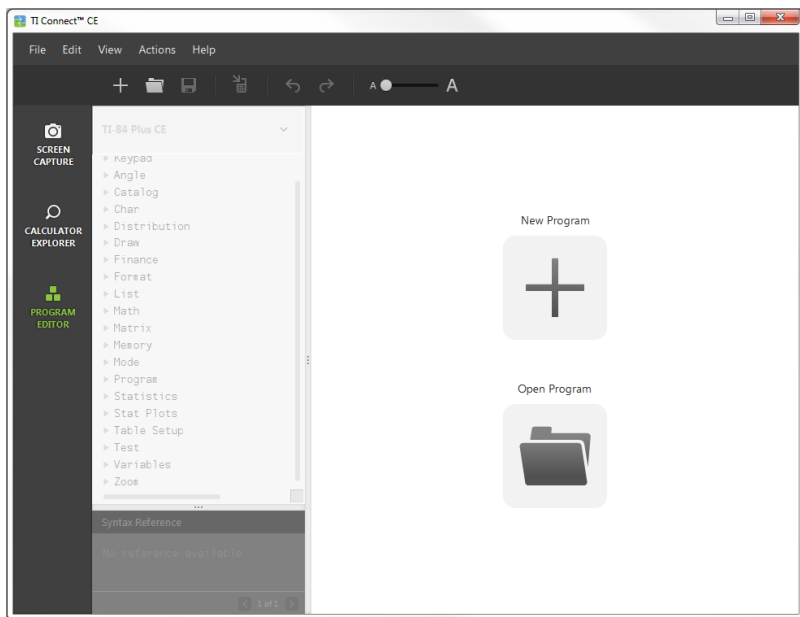 TI Connect™ CE
File Edit View Actions Help
A A
SCREEN
CAPTURE
CALCULATOR
EXPLORER
PROGRAM
EDITOR
TI-84 Plus CE
Keypad
Angle
Catalog
Char
Distribution
Draw
Finance
Format
List
Math
Matrix
Memory
Mode
Program
Statistics
Stat Plots
Table Setup
Test
Variables
Zoom
Syntax Reference
No reference available.
1 of 1
New Program
Open Program